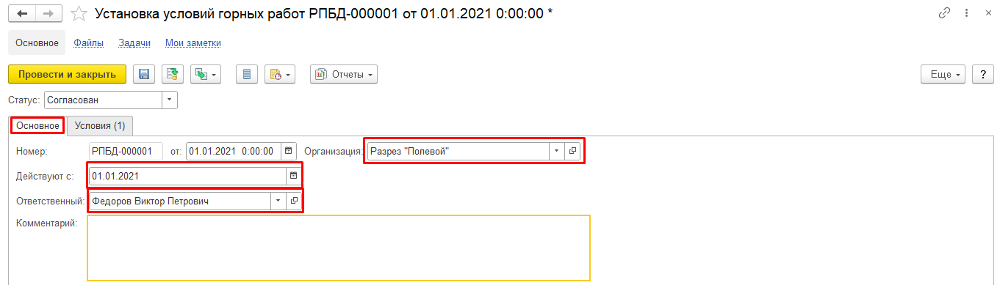 Установка условий горных работ РПБД-000001 от 01.01.2021 0:00:00 *
Основное Файлы Задачи Мои заметки
Провести и закрыть Отчеты Еще ?
Статус: Согласован
Основное Условия (1)
Номер: РПБД-000001 от: 01.01.2021 0:00:00 Организация: Разрез "Полевой"
Действуют с: 01.01.2021
Ответственный: Федоров Виктор Петрович
Комментарий: